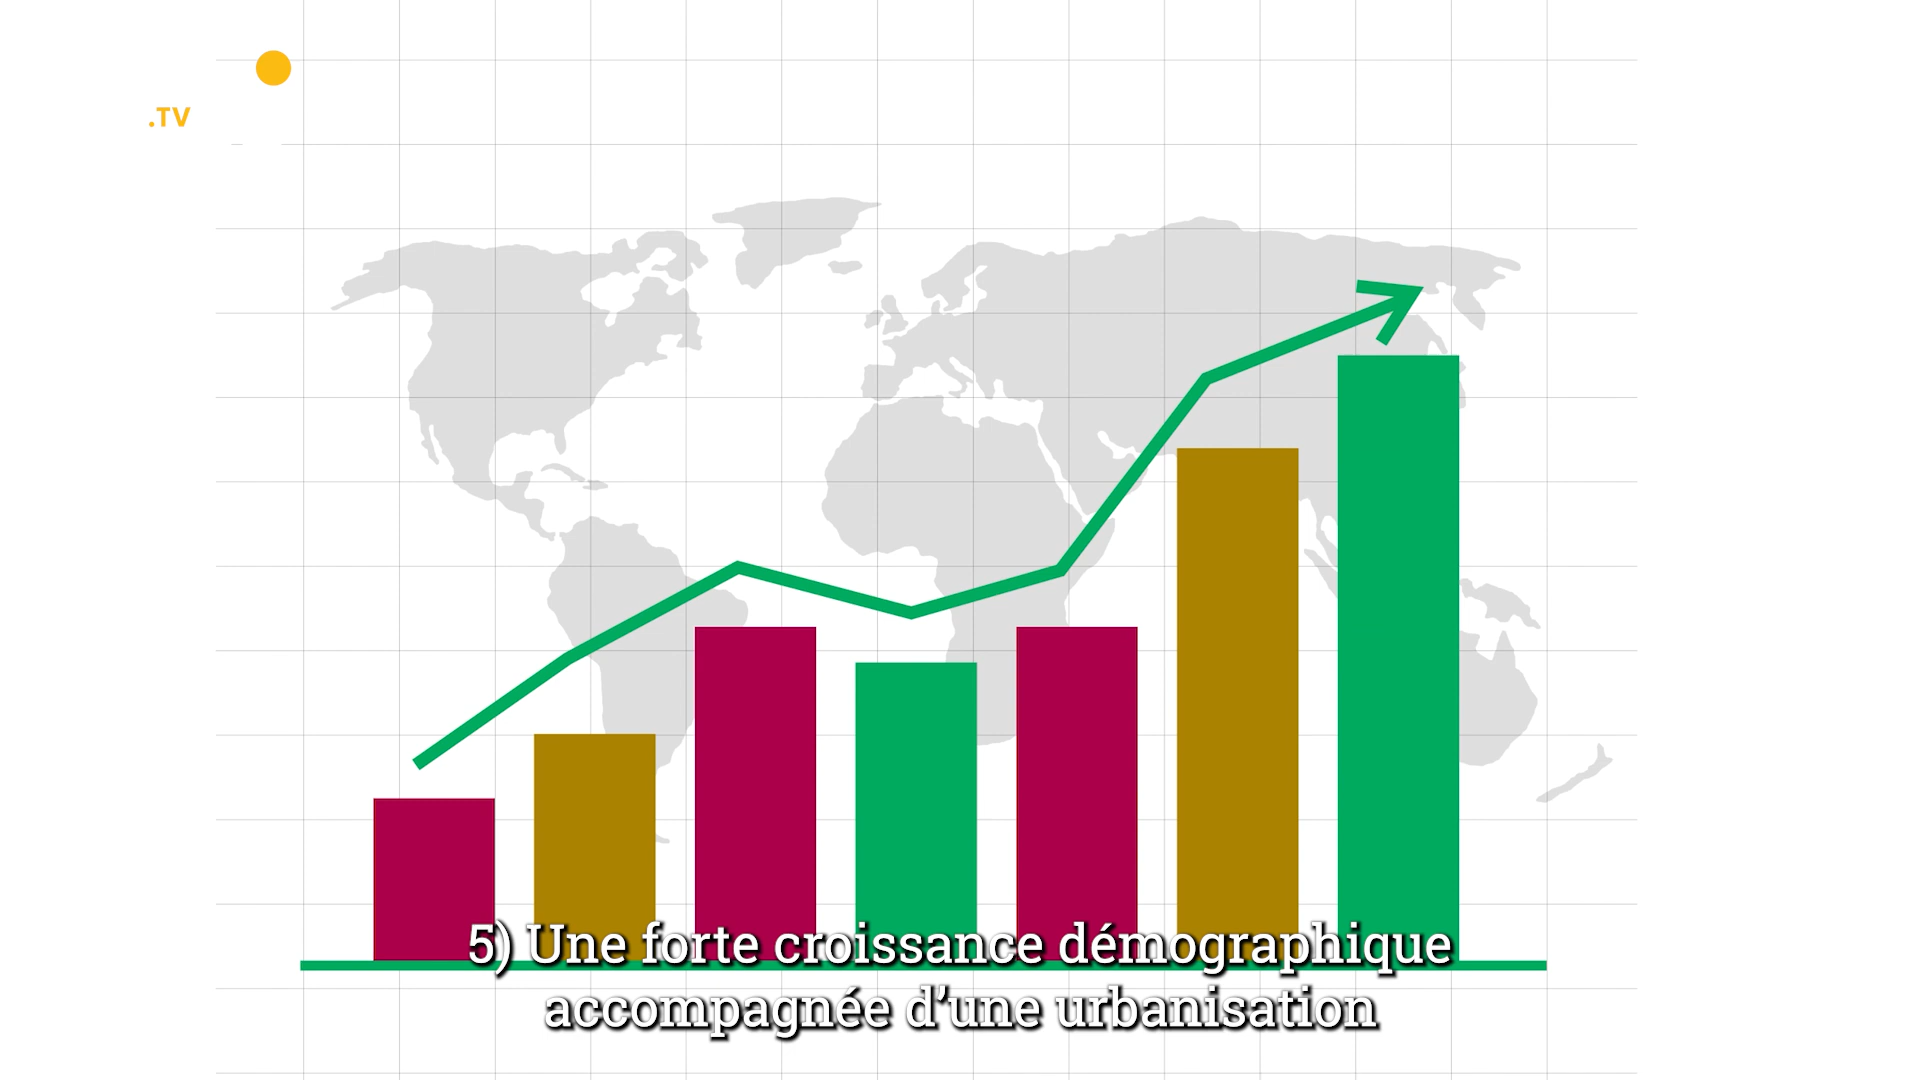 .TV
5) Une forte croissance démographique
accompagnée d’une urbanisation